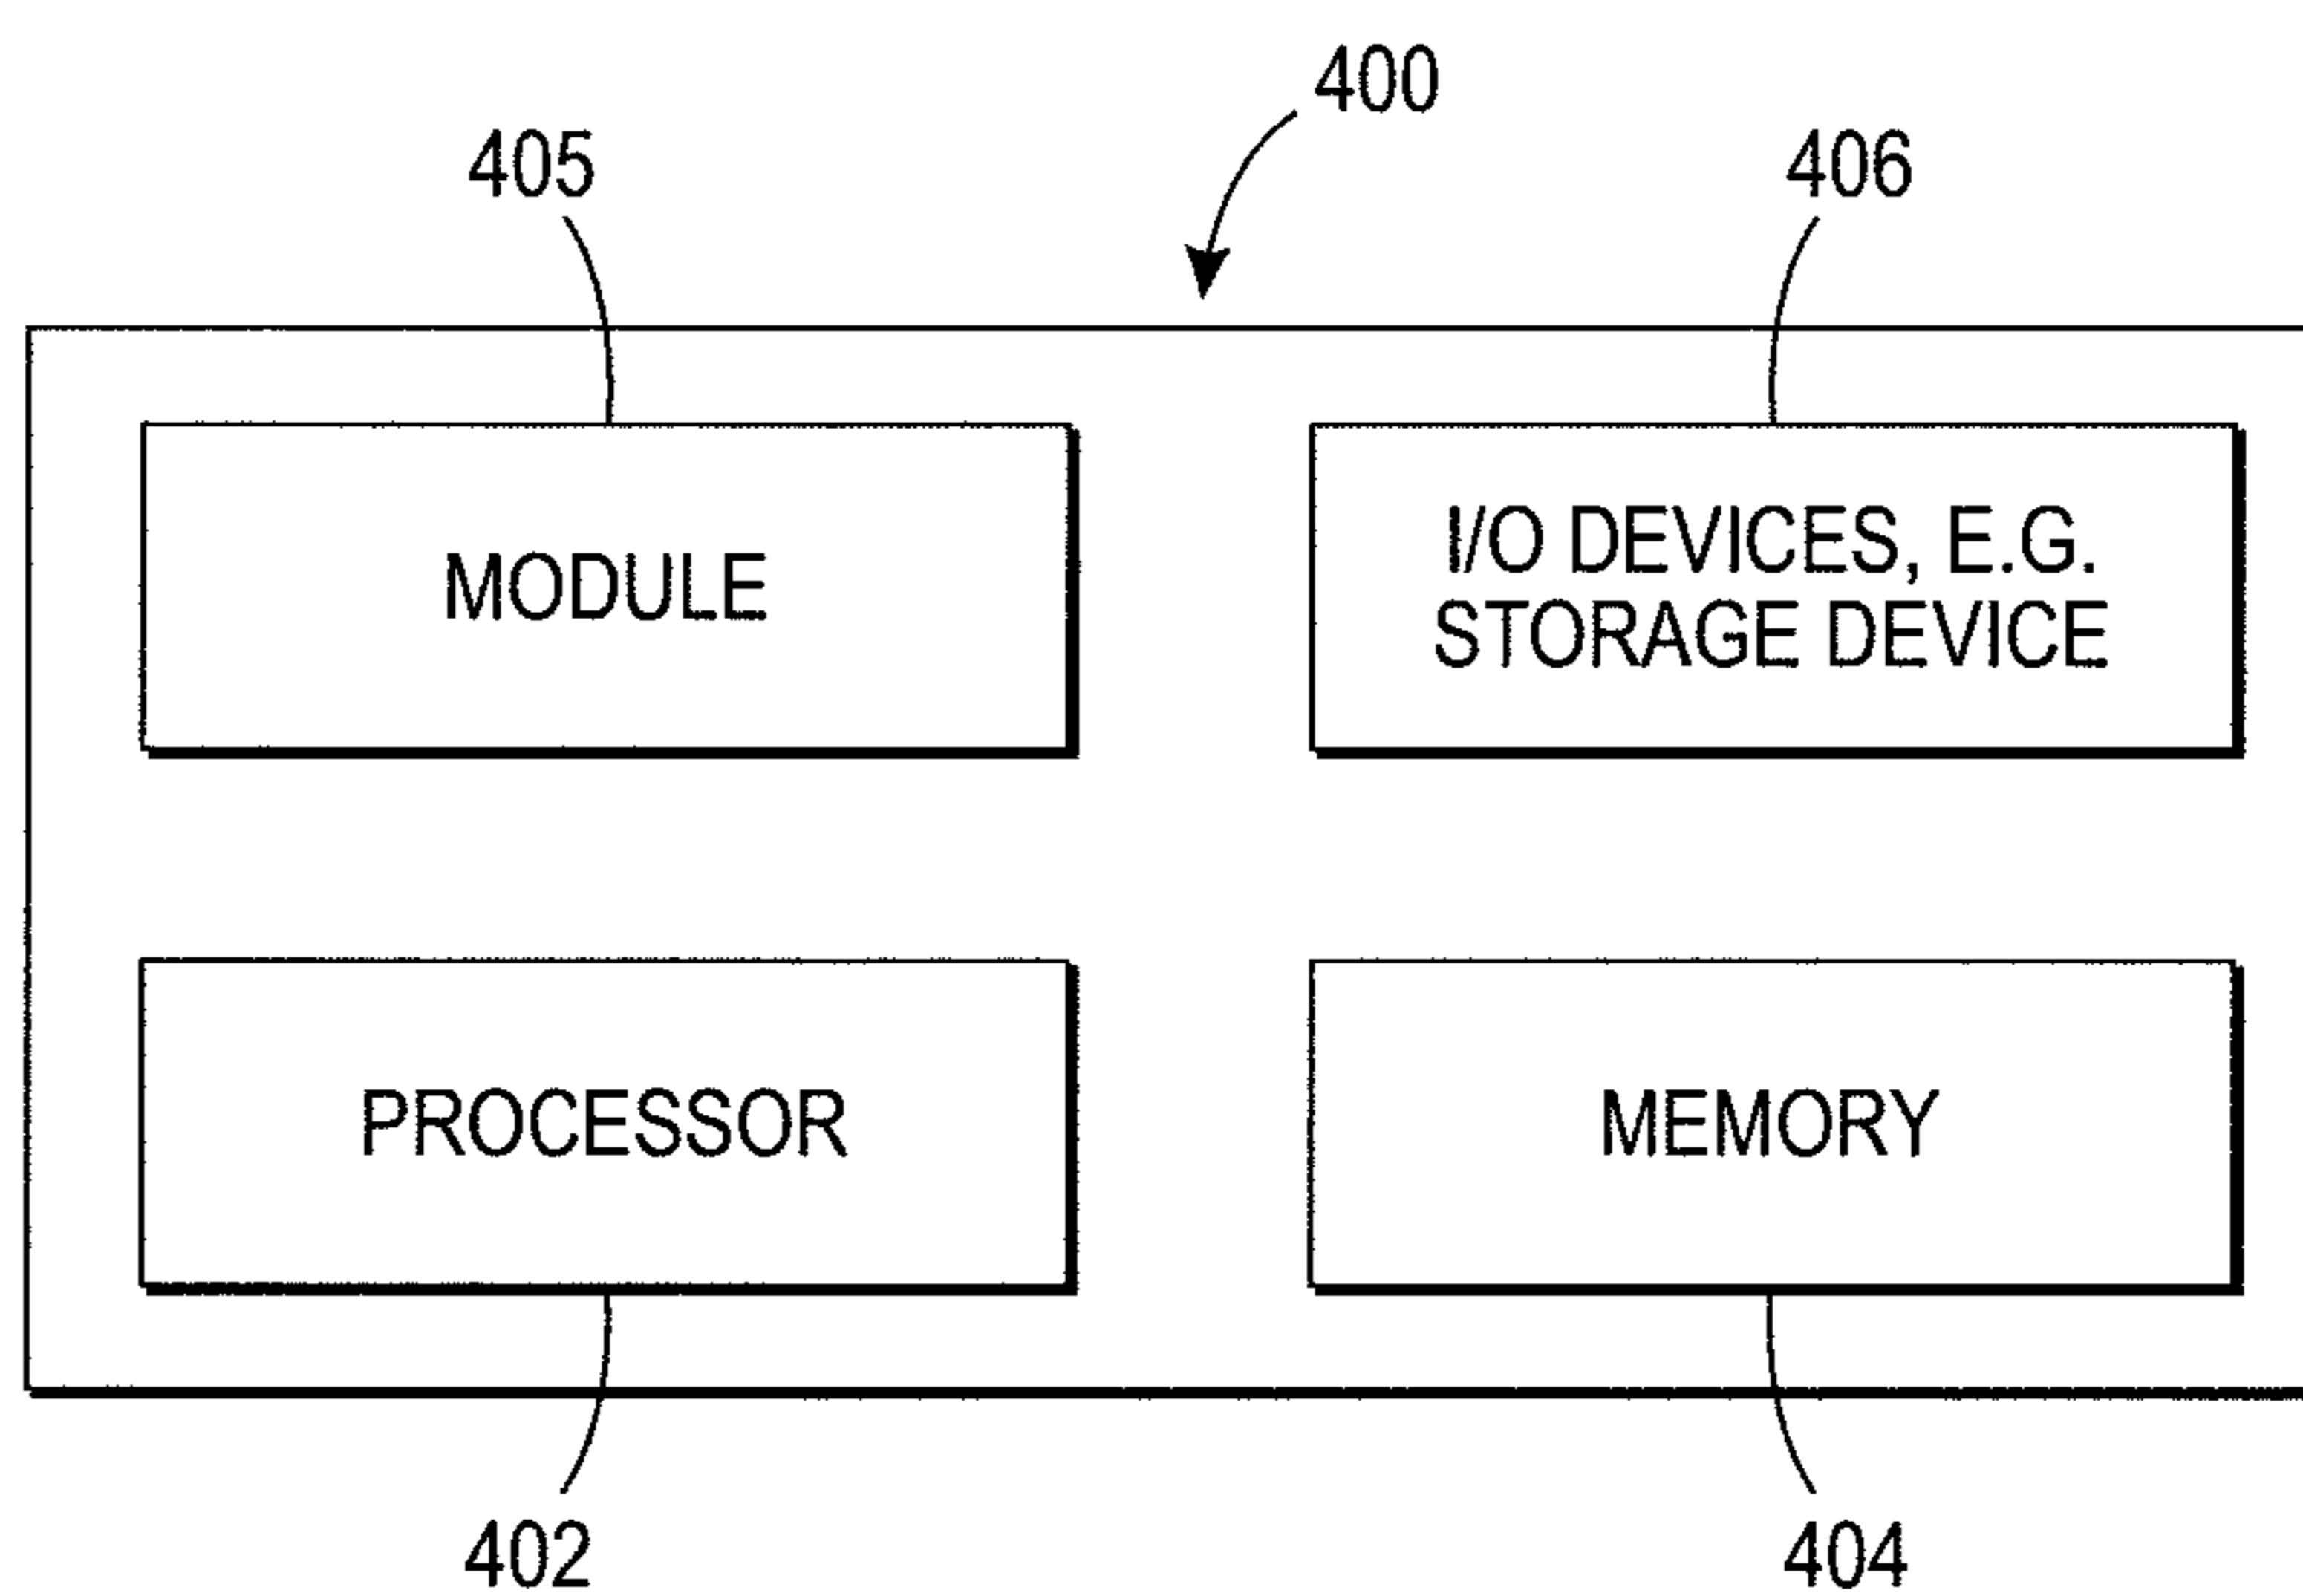 400
405
406
MODULE
I/O DEVICES, E.G.
STORAGE DEVICE
PROCESSOR
MEMORY
402
404